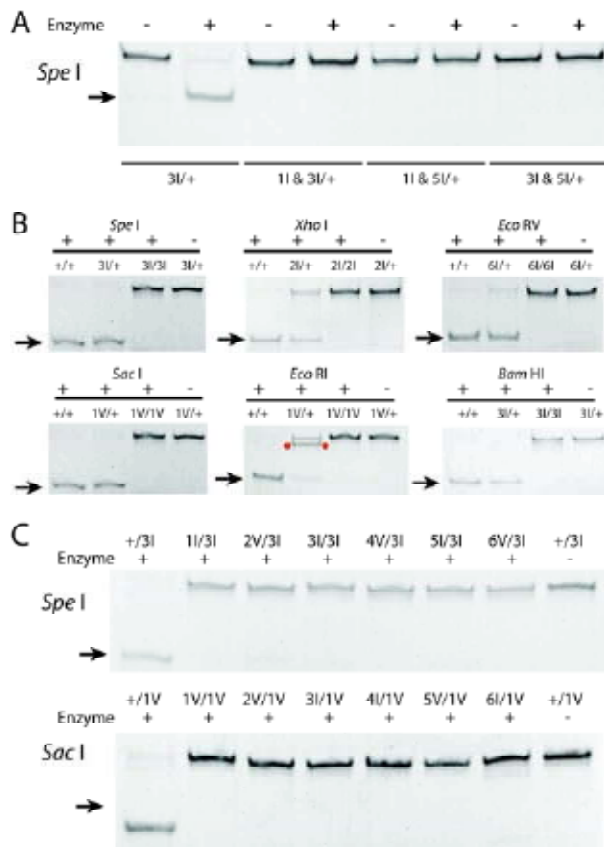 A
Enzyme - + - + - + - +
Spe I
3I/+ 1I & 3I/+ 1I & 5I/+ 3I & 5I/+
B
Spe I Xho I Eco RV
+ + + - + + + - + + + -
+/+ 3I/+ 3I/3I 3I/+ +/+ 2I/+ 2I/2I 2I/+ +/+ 6I/+ 6I/6I 6I/+
Sac I Eco RI Bam HI
+ + + - + + + - + + + -
+/+ 1V/+ 1V/1V 1V/+ +/+ 1V/+ 1V/1V 1V/+ +/+ 3I/+ 3I/3I 3I/+
C
+/3I 1I/3I 2V/3I 3I/3I 4V/3I 5I/3I 6V/3I +/3I
Enzyme + + + + + + + -
Spe I
+/1V 1V/1V 2V/1V 3I/1V 4I/1V 5V/1V 6I/1V +/1V
Enzyme + + + + + + + -
Sac I